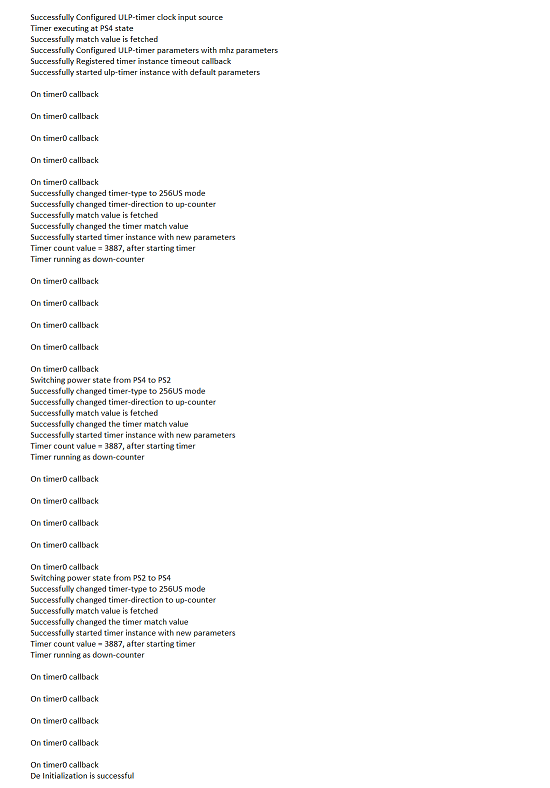 Successfully Configured ULP-timer clock input source
Timer executing at PS4 state
Successfully match value is fetched
Successfully Configured ULP-timer parameters with mhz parameters
Successfully Registered timer instance timeout callback
Successfully started ulp-timer instance with default parameters
On timer0 callback
On timer0 callback
On timer0 callback
On timer0 callback
On timer0 callback
Successfully changed timer-type to 256US mode
Successfully changed timer-direction to up-counter
Successfully match value is fetched
Successfully changed the timer match value
Successfully started timer instance with new parameters
Timer count value = 3887, after starting timer
Timer running as down-counter
On timer0 callback
On timer0 callback
On timer0 callback
On timer0 callback
On timer0 callback
Switching power state from PS4 to PS2
Successfully changed timer-type to 256US mode
Successfully changed timer-direction to up-counter
Successfully match value is fetched
Successfully changed the timer match value
Successfully started timer instance with new parameters
Timer count value = 3887, after starting timer
Timer running as down-counter
On timer0 callback
On timer0 callback
On timer0 callback
On timer0 callback
On timer0 callback
Switching power state from PS2 to PS4
Successfully changed timer-type to 256US mode
Successfully changed timer-direction to up-counter
Successfully match value is fetched
Successfully changed the timer match value
Successfully started timer instance with new parameters
Timer count value = 3887, after starting timer
Timer running as down-counter
On timer0 callback
On timer0 callback
On timer0 callback
On timer0 callback
On timer0 callback
De Initialization is successful